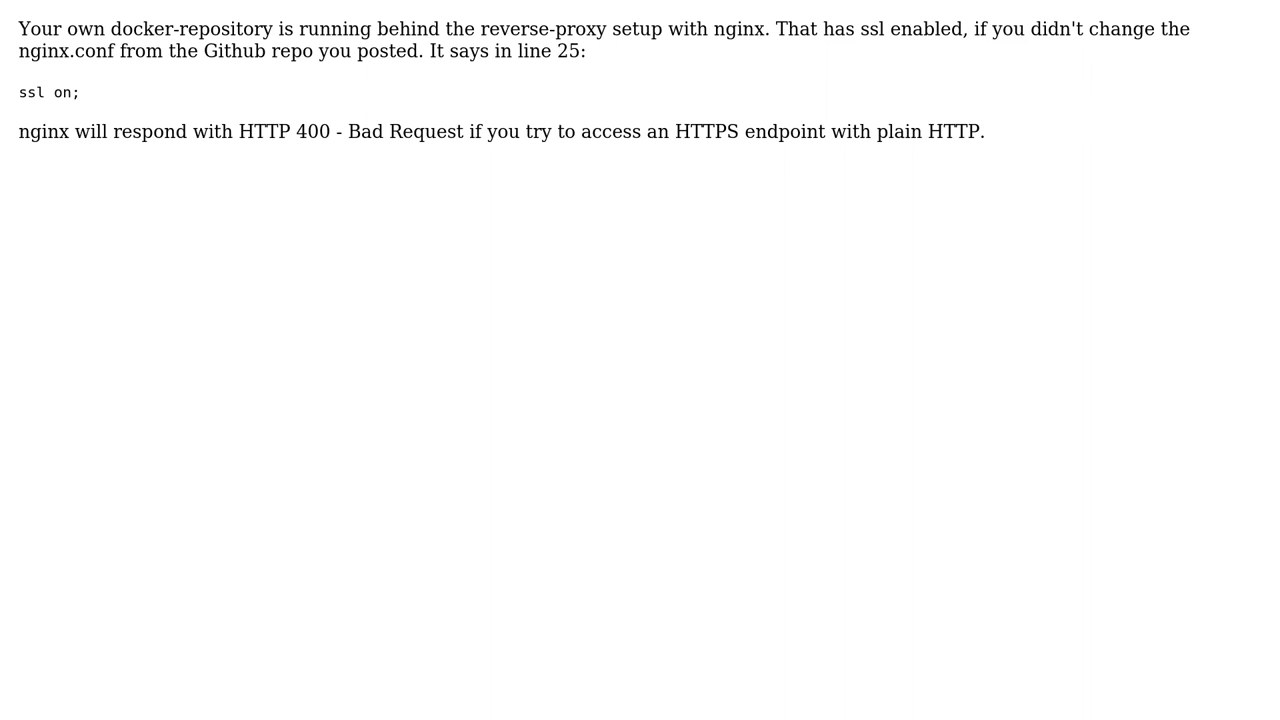 Your own docker-repository is running behind the reverse-proxy setup with nginx. That has ssl enabled, if you didn't change the
nginx.conf from the Github repo you posted. It says in line 25:
ssl on;
nginx will respond with HTTP 400 - Bad Request if you try to access an HTTPS endpoint with plain HTTP.